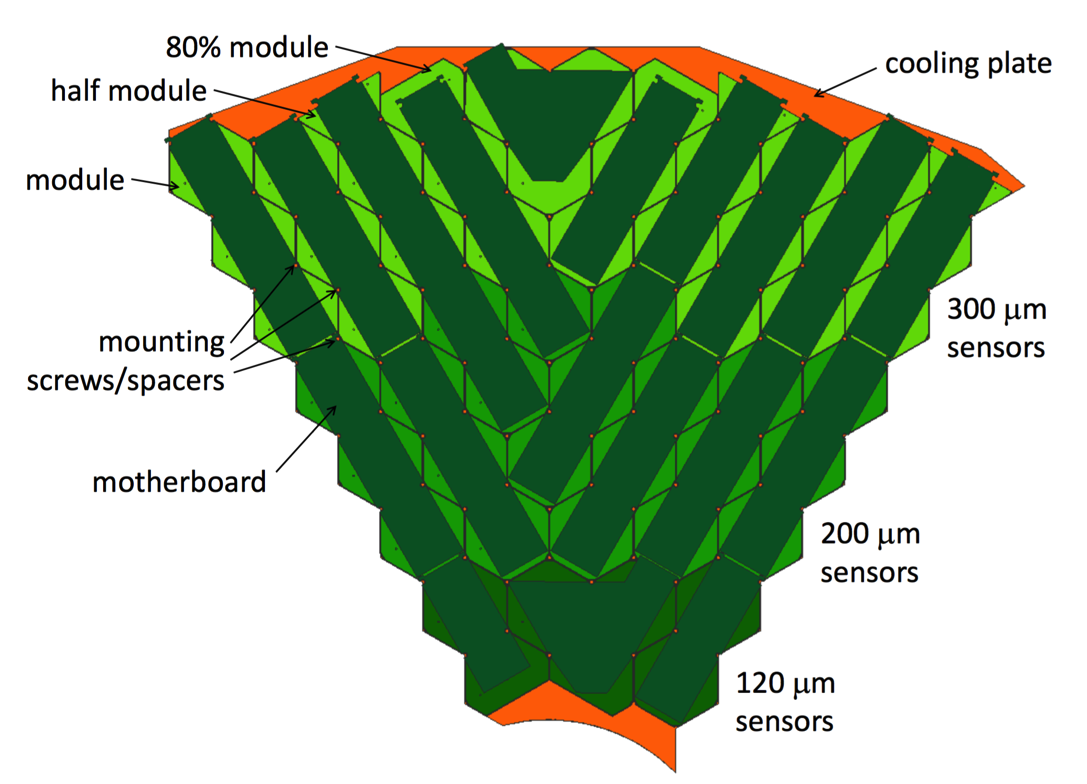 80% module
cooling plate
half module
module
300 μm
sensors
mounting
screws/spacers
motherboard
200 μm
sensors
120 μm
sensors